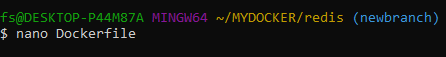 fs@DESKTOP-P44M87A MINGW64 ~/MYDOCKER/redis (newbranch)
$ nano Dockerfile